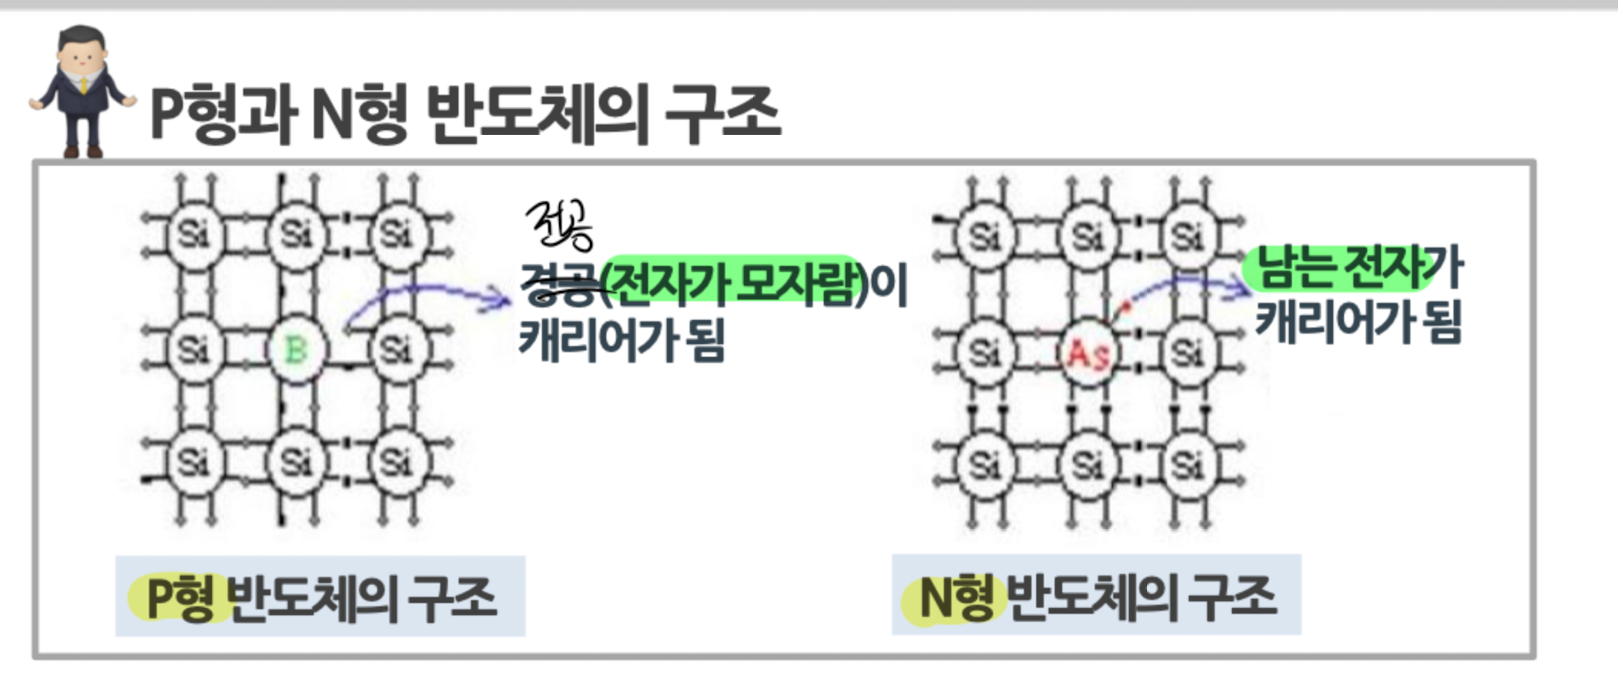 P형과 N형 반도체의 구조
Si Si Si
Si B Si
Si Si Si
정공
경공(전자가 모자람)이
캐리어가 됨
P형 반도체의 구조
Si Si Si
Si As Si
Si Si Si
남는 전자가
캐리어가 됨
N형 반도체의 구조